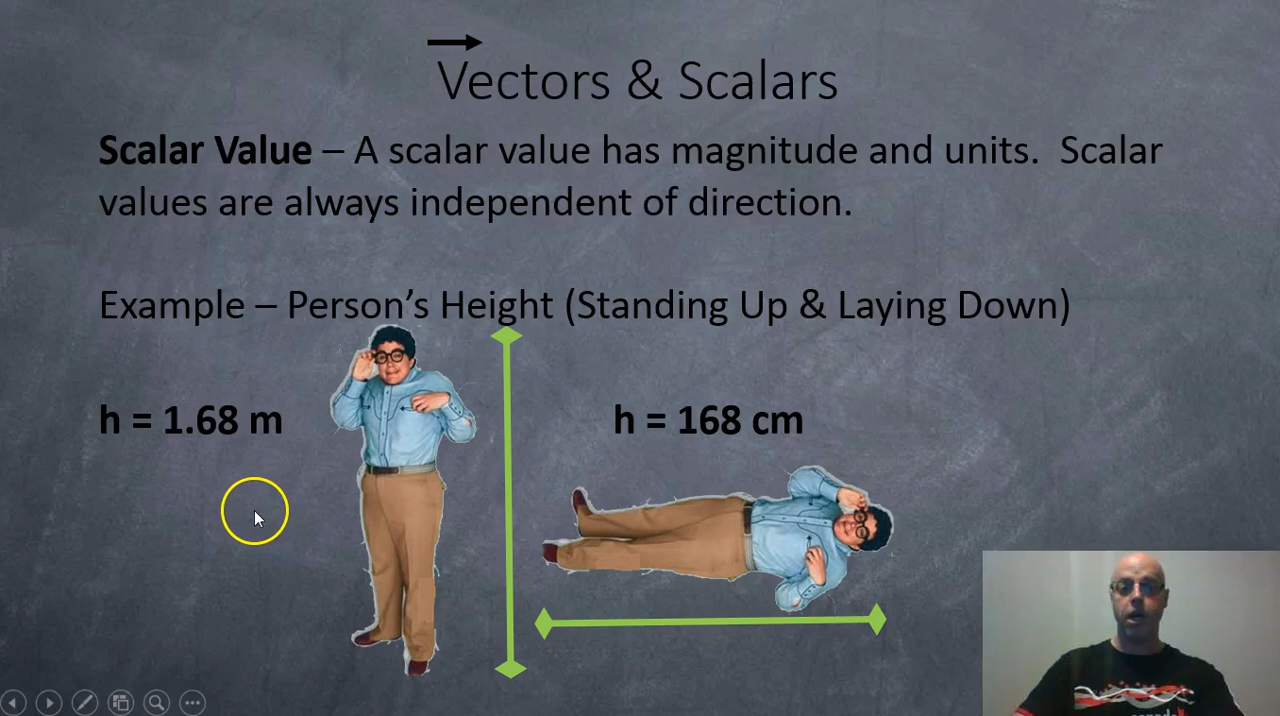 Vectors & Scalars
Scalar Value – A scalar value has magnitude and units.  Scalar
values are always independent of direction.
Example – Person’s Height (Standing Up & Laying Down)
h = 1.68 m
h = 168 cm